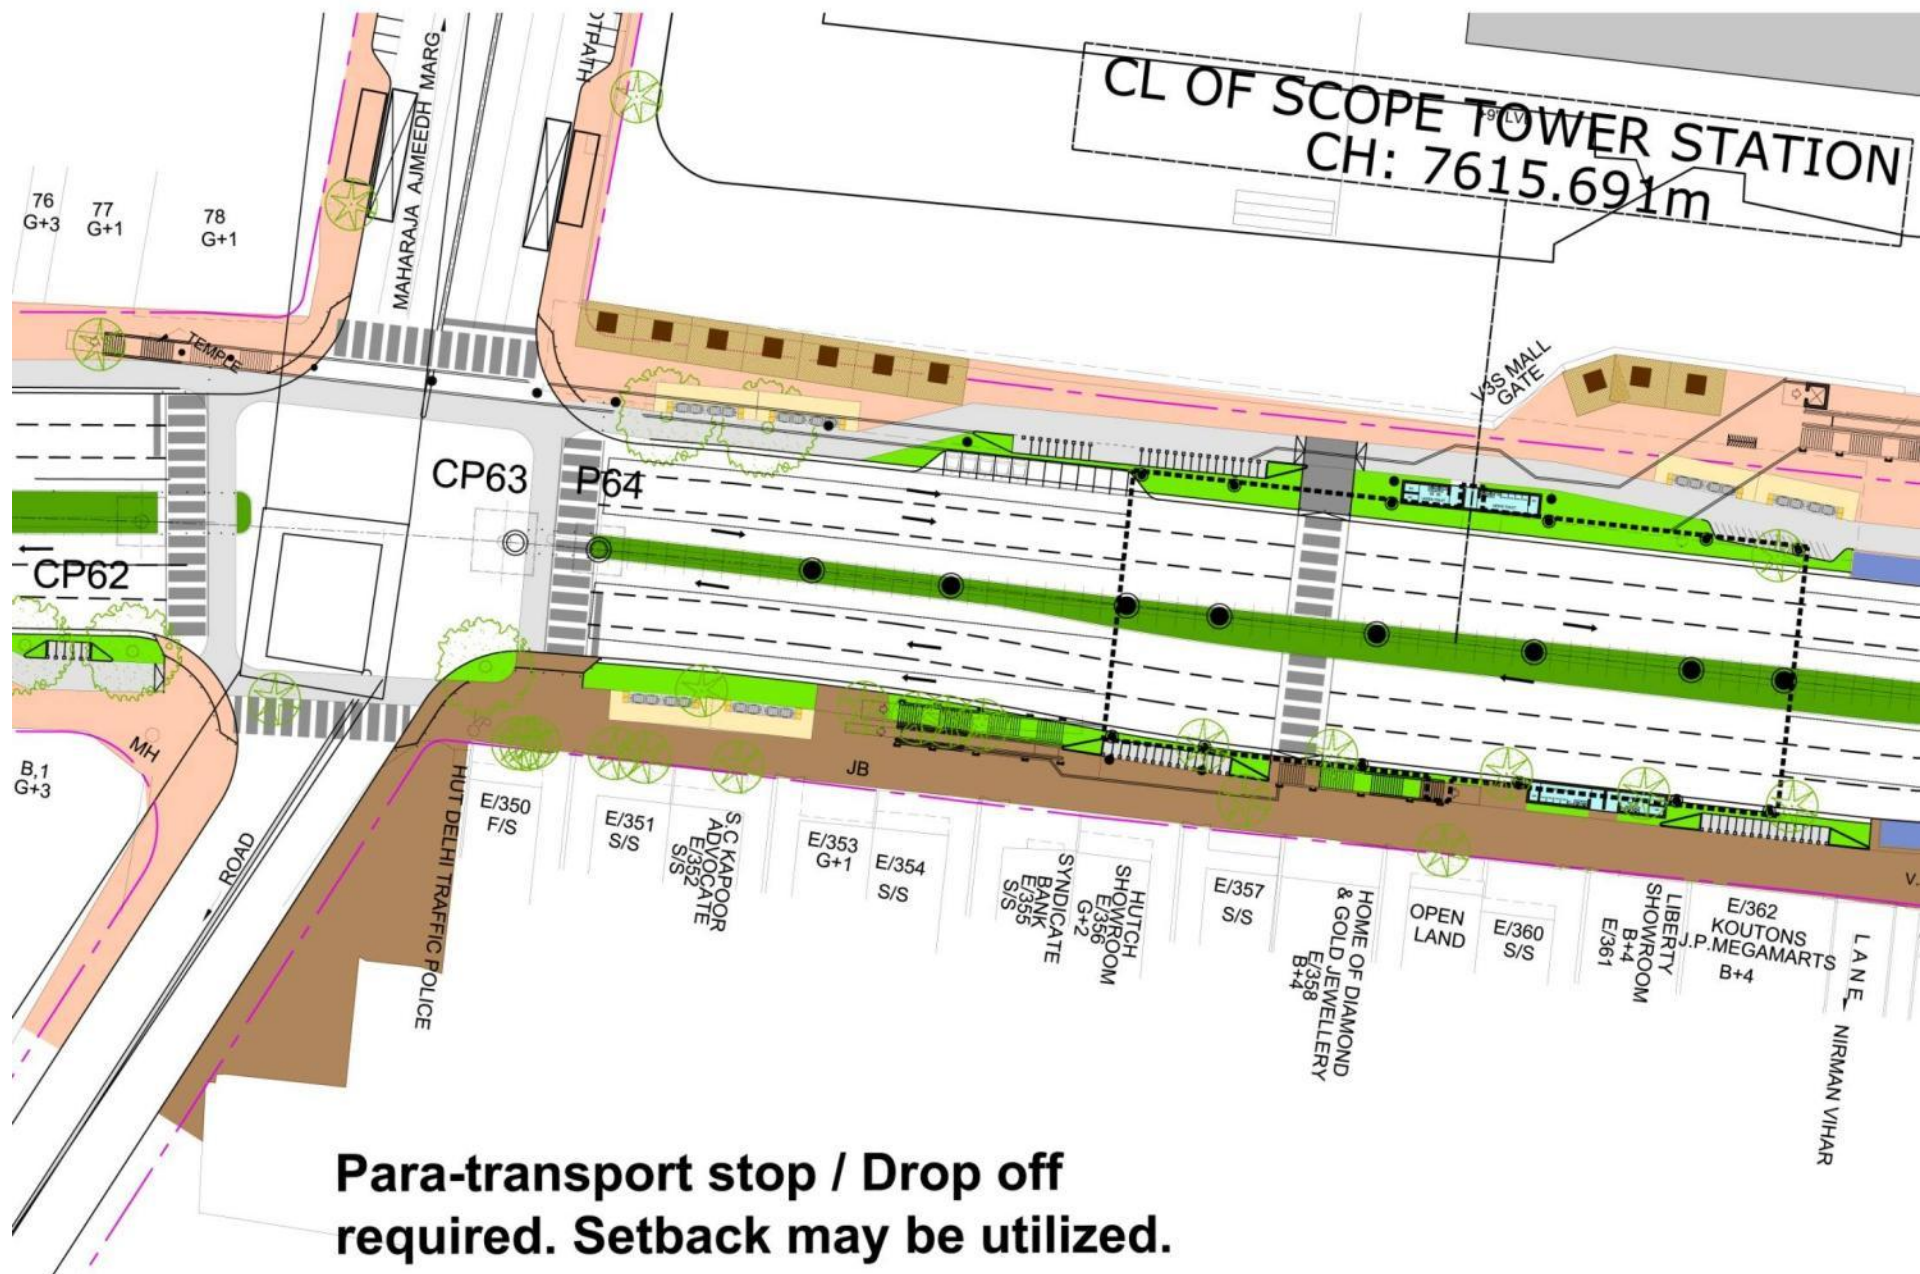 MAHARAJA AJMEEDH MARG
OTPATH
CL OF SCOPE TOWER STATION
CH: 7615.691m
76
G+3
77
G+1
78
G+1
TEMPLE
V3S MALL
GATE
CP63
P64
CP62
MH
B,1
G+3
ROAD
HUT DELHI TRAFFIC POLICE
JB
E/350
F/S
E/351
S/S
S.C KAPOOR
ADVOCATE
E/352
S/S
E/353
G+1
E/354
S/S
SYNDICATE
BANK
E/355
S/S
HUTCH
SHOWROOM
E/356
G+2
E/357
S/S
HOME OF DIAMOND
& GOLD JEWELLERY
E/358
B+4
OPEN
LAND
E/360
S/S
LIBERTY
SHOWROOM
B+4
E/361
E/362
KOUTONS
J.P.MEGAMARTS
B+4
LANE
NIRMAN VIHAR
Para-transport stop / Drop off
required. Setback may be utilized.